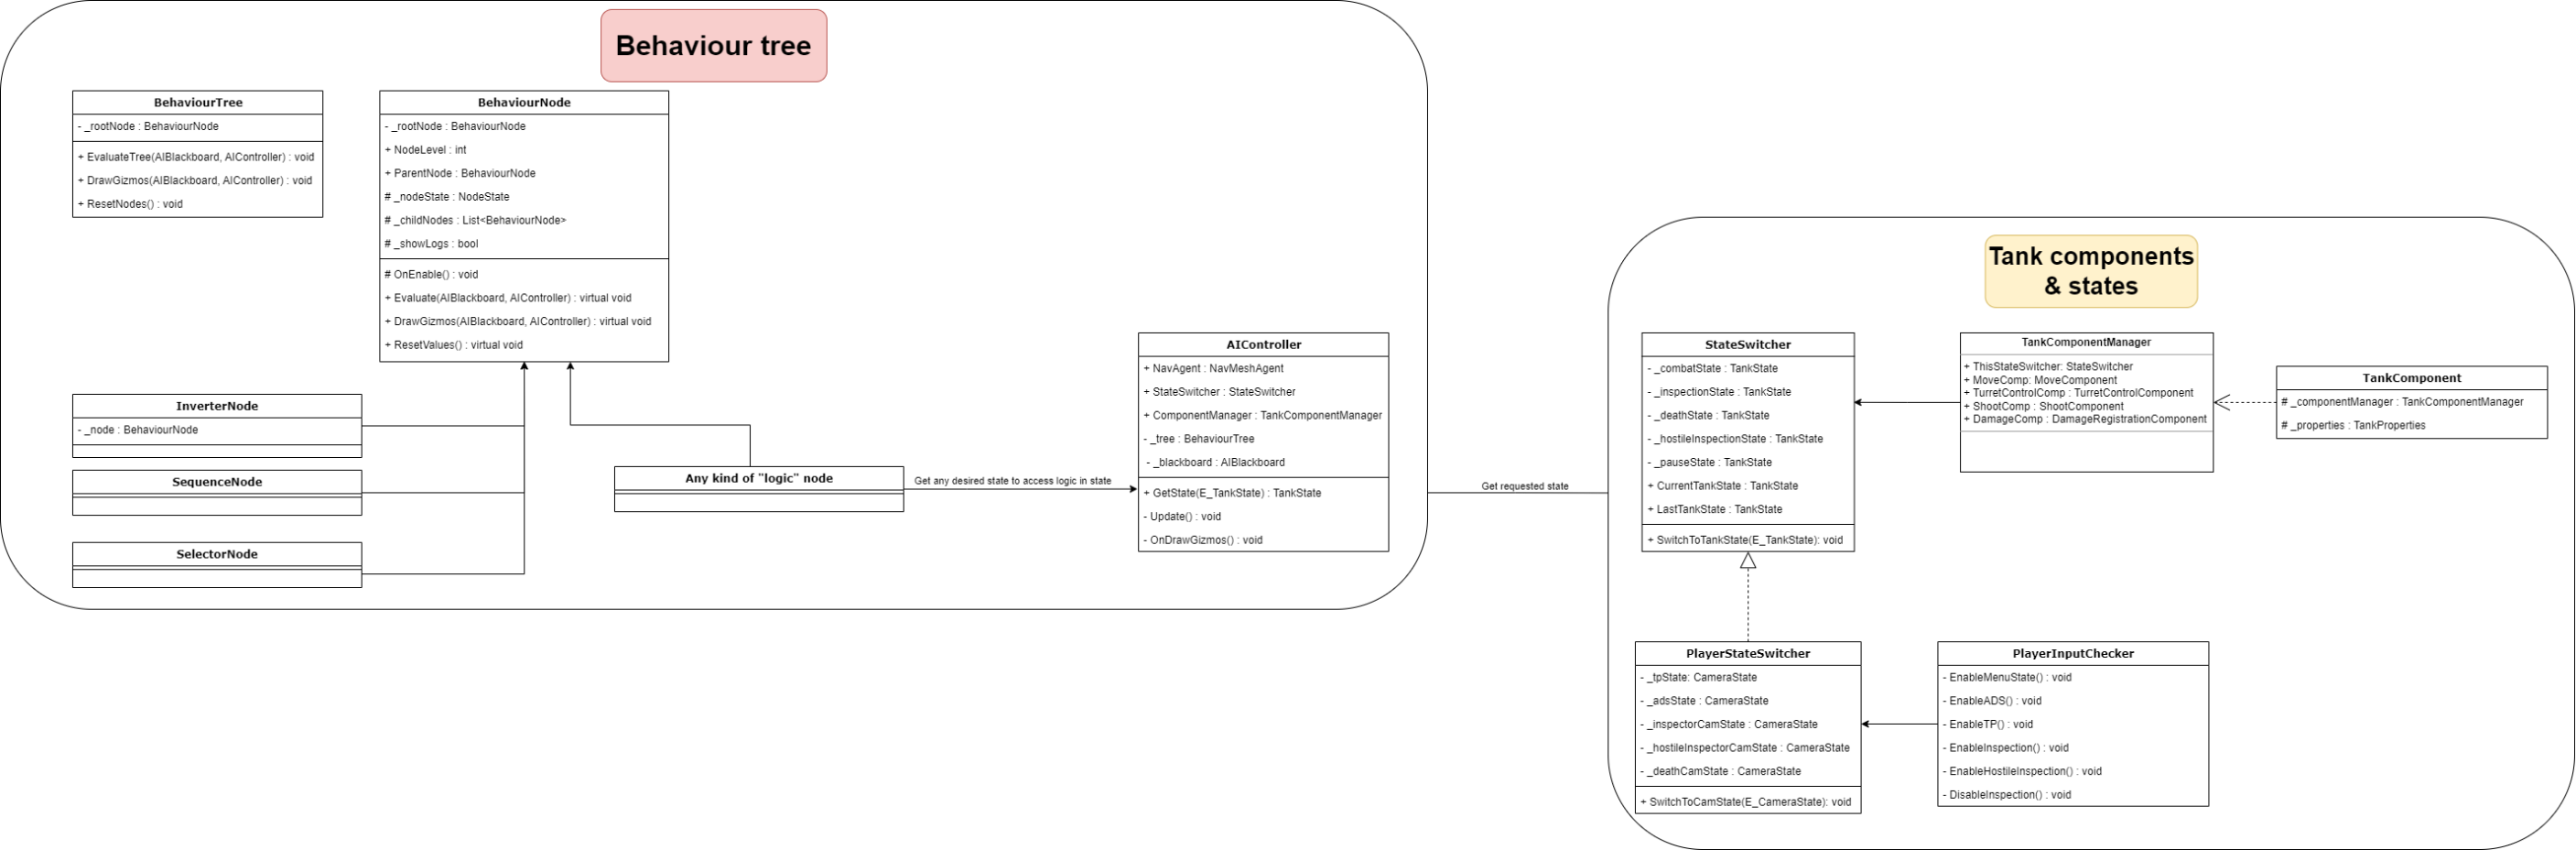 Behaviour tree
BehaviourTree
- _rootNode : BehaviourNode
+ EvaluateTree(AIBlackboard, AIController) : void
+ DrawGizmos(AIBlackboard, AIController) : void
+ ResetNodes() : void
BehaviourNode
- _rootNode : BehaviourNode
+ NodeLevel : int
+ ParentNode : BehaviourNode
# _nodeState : NodeState
# _childNodes : List<BehaviourNode>
# _showLogs : bool
# OnEnable() : void
+ Evaluate(AIBlackboard, AIController) : virtual void
+ DrawGizmos(AIBlackboard, AIController) : virtual void
+ ResetValues() : virtual void
InverterNode
- _node : BehaviourNode
SequenceNode
SelectorNode
Any kind of "logic" node
Get any desired state to access logic in state
AIController
+ NavAgent : NavMeshAgent
+ StateSwitcher : StateSwitcher
+ ComponentManager : TankComponentManager
- _tree : BehaviourTree
- _blackboard : AIBlackboard
+ GetState(E_TankState) : TankState
- Update() : void
- OnDrawGizmos() : void
Get requested state
Tank components
& states
StateSwitcher
- _combatState : TankState
- _inspectionState : TankState
- _deathState : TankState
- _hostileInspectionState : TankState
- _pauseState : TankState
+ CurrentTankState : TankState
+ LastTankState : TankState
+ SwitchToTankState(E_TankState): void
TankComponentManager
+ ThisStateSwitcher: StateSwitcher
+ MoveComp: MoveComponent
+ TurretControlComp : TurretControlComponent
+ ShootComp : ShootComponent
+ DamageComp : DamageRegistrationComponent
TankComponent
# _componentManager : TankComponentManager
# _properties : TankProperties
PlayerStateSwitcher
- _tpState: CameraState
- _adsState : CameraState
- _inspectorCamState : CameraState
- _hostileInspectorCamState : CameraState
- _deathCamState : CameraState
+ SwitchToCamState(E_CameraState): void
PlayerInputChecker
- EnableMenuState() : void
- EnableADS() : void
- EnableTP() : void
- EnableInspection() : void
- EnableHostileInspection() : void
- DisableInspection() : void